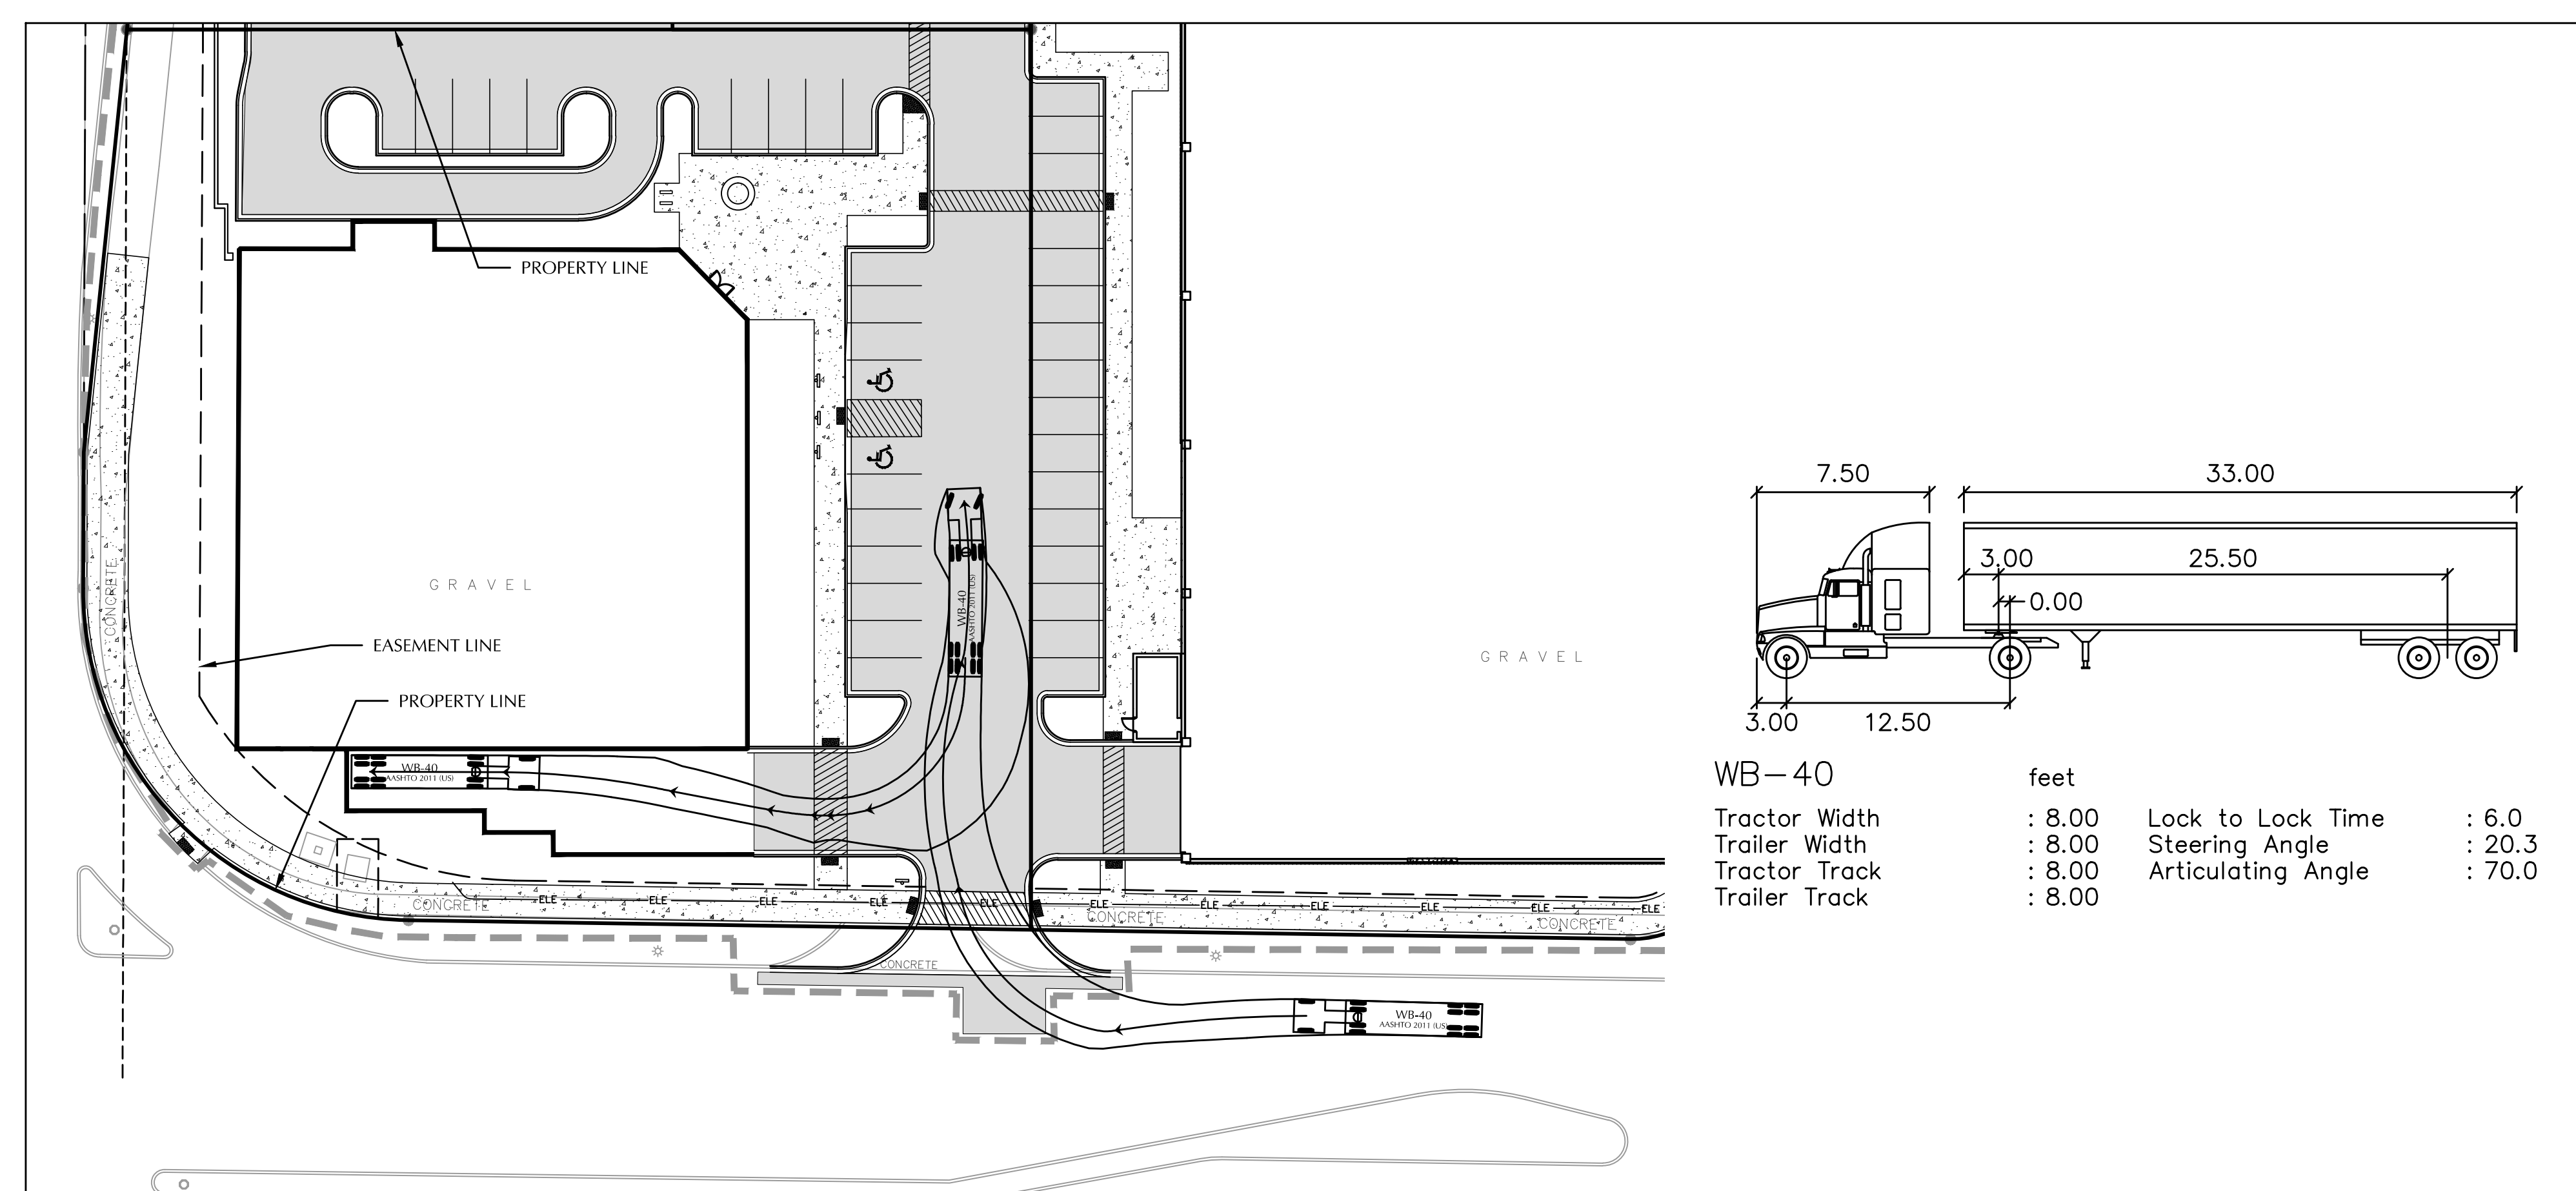 PROPERTY LINE
GRAVEL
EASEMENT LINE
PROPERTY LINE
CONCRETE
WB-40
AASHTO 2011 (US)
WB-40
AASHTO 2011 (US)
GRAVEL
CONCRETE
ELE
ELE
ELE
ELE
ELE
ELE
ELE
ELE
ELE
ELE
ELE
CONCRETE
CONCRETE
CONCRETE
WB-40
AASHTO 2011 (US)
7.50
33.00
3.00
25.50
0.00
3.00
12.50
WB-40 feet
Tractor Width : 8.00 Lock to Lock Time : 6.0
Trailer Width : 8.00 Steering Angle : 20.3
Tractor Track : 8.00 Articulating Angle : 70.0
Trailer Track : 8.00